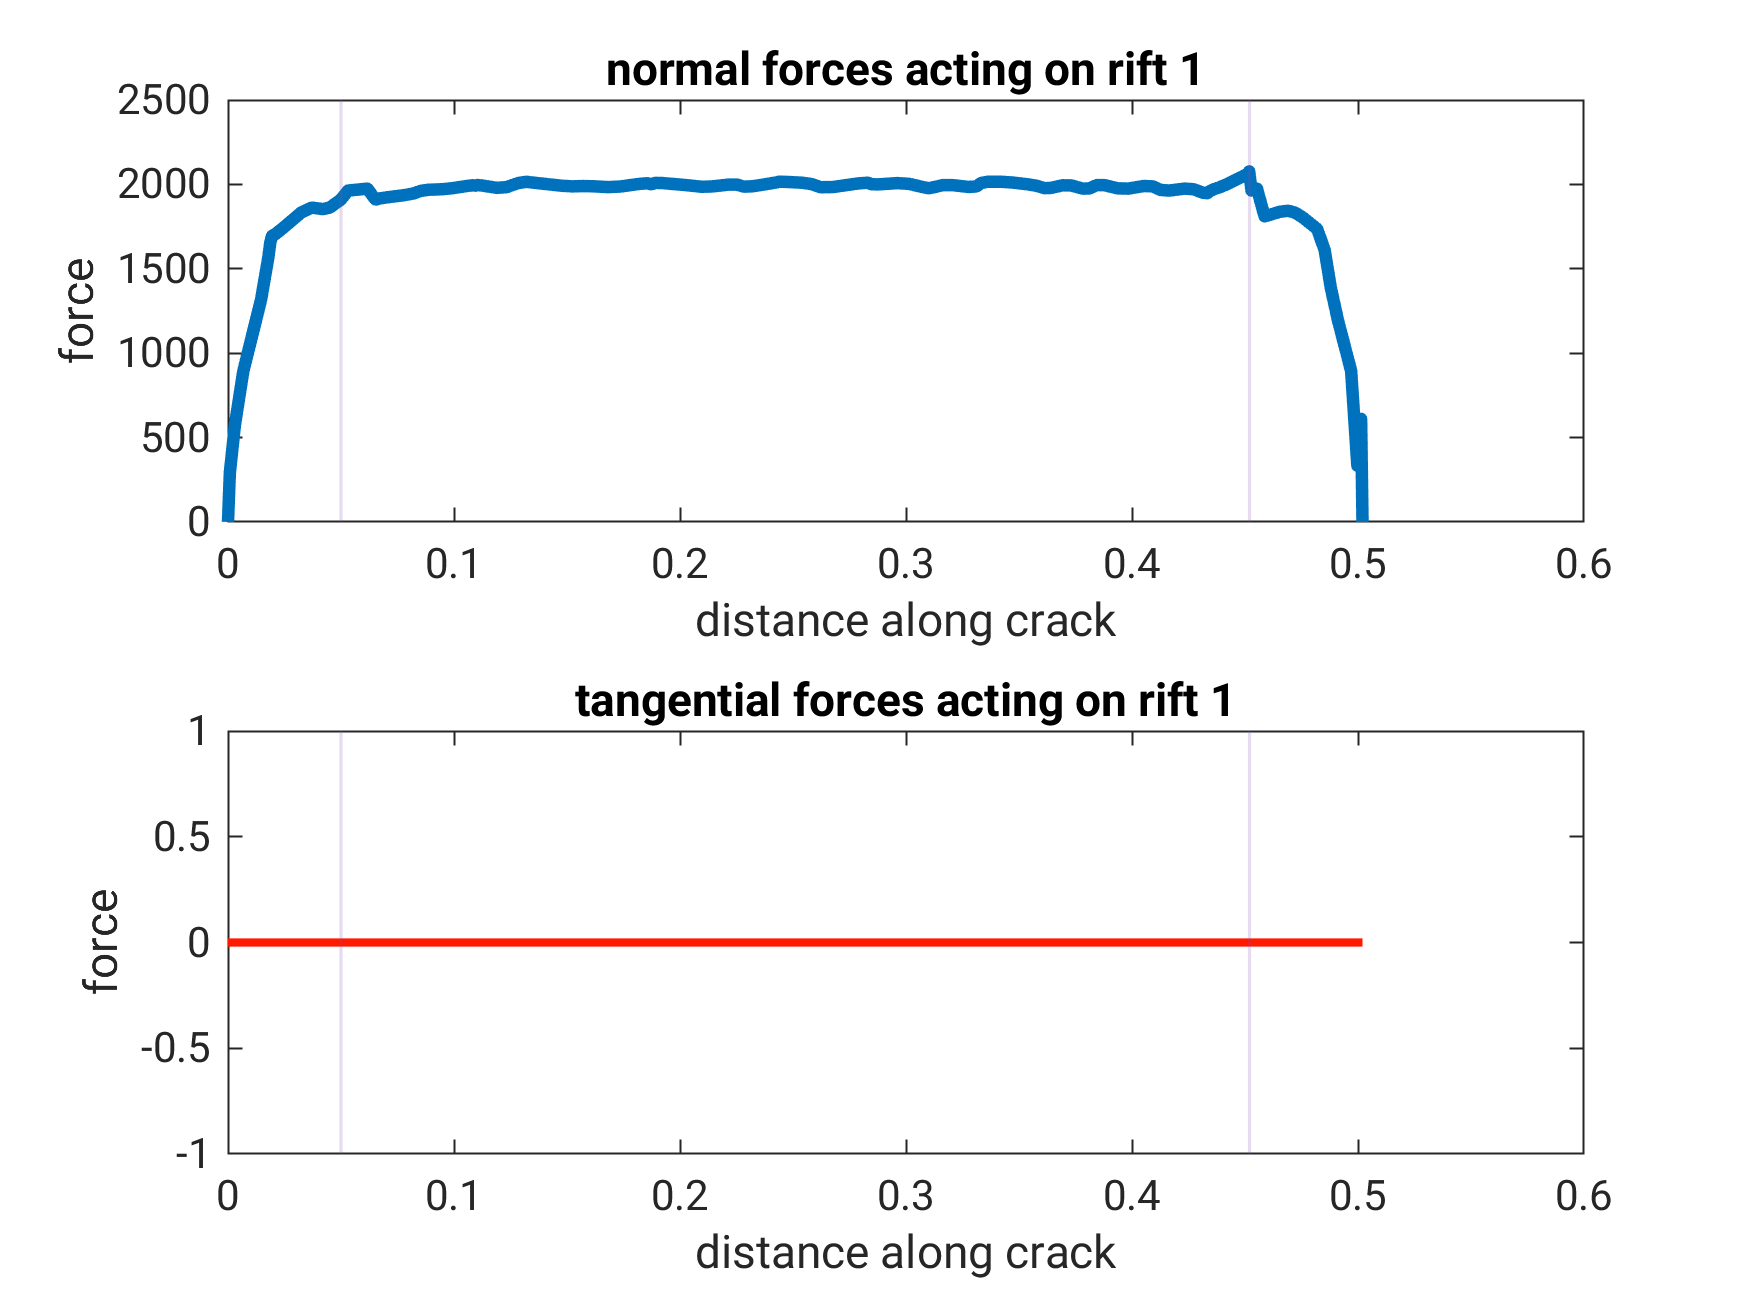 normal forces acting on rift 1
2500
2000
1500
1000
500
0
force
0 0.1 0.2 0.3 0.4 0.5 0.6
distance along crack
tangential forces acting on rift 1
1
0.5
0
-0.5
-1
force
0 0.1 0.2 0.3 0.4 0.5 0.6
distance along crack